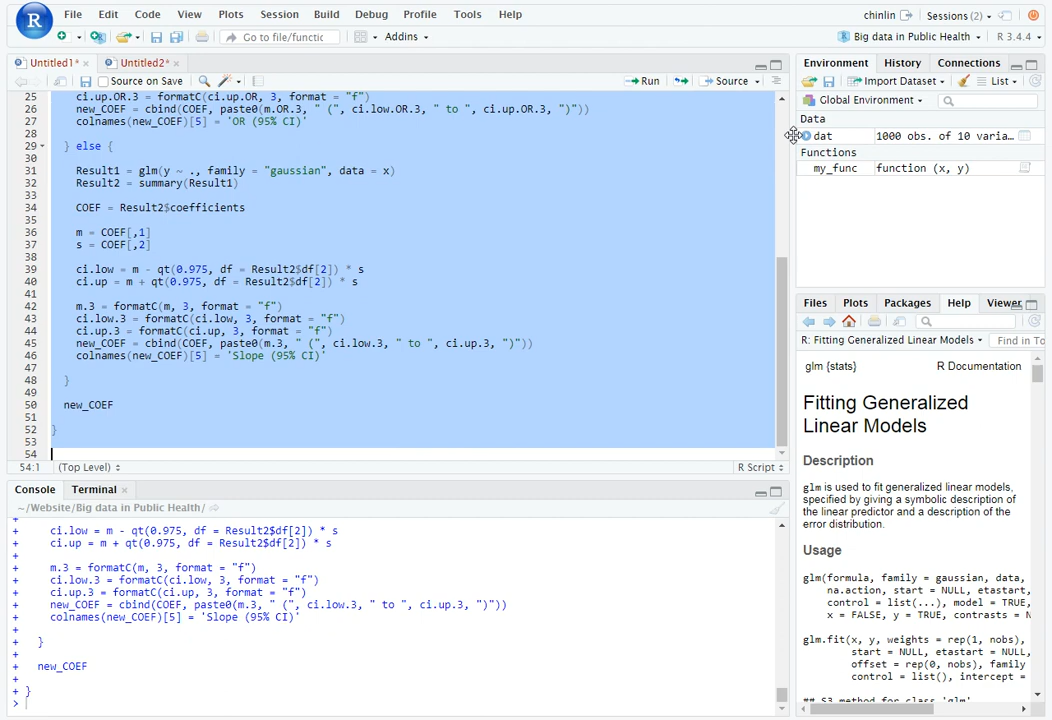 File Edit Code View Plots Session Build Debug Profile Tools Help
chinlin Sessions (2)
Go to file/functic Addins
Big data in Public Health R 3.4.4
Untitled1* × Untitled2* ×
Source on Save Run Source
25 ci.up.OR.3 = formatC(ci.up.OR, 3, format = "f")
26 new_COEF = cbind(COEF, paste0(m.OR.3, " (", ci.low.OR.3, " to ", ci.up.OR.3, ")"))
27 colnames(new_COEF)[5] = 'OR (95% CI)'
28
29 } else {
30
31 Result1 = glm(y ~ ., family = "gaussian", data = x)
32 Result2 = summary(Result1)
33
34 COEF = Result2$coefficients
35
36 m = COEF[,1]
37 s = COEF[,2]
38
39 ci.low = m - qt(0.975, df = Result2$df[2]) * s
40 ci.up = m + qt(0.975, df = Result2$df[2]) * s
41
42 m.3 = formatC(m, 3, format = "f")
43 ci.low.3 = formatC(ci.low, 3, format = "f")
44 ci.up.3 = formatC(ci.up, 3, format = "f")
45 new_COEF = cbind(COEF, paste0(m.3, " (", ci.low.3, " to ", ci.up.3, ")"))
46 colnames(new_COEF)[5] = 'Slope (95% CI)'
47
48 }
49
50 new_COEF
51
52 }
53
54
54:1 (Top Level) R Script
Console Terminal ×
~/Website/Big data in Public Health/
+
+ ci.low = m - qt(0.975, df = Result2$df[2]) * s
+ ci.up = m + qt(0.975, df = Result2$df[2]) * s
+
+ m.3 = formatC(m, 3, format = "f")
+ ci.low.3 = formatC(ci.low, 3, format = "f")
+ ci.up.3 = formatC(ci.up, 3, format = "f")
+ new_COEF = cbind(COEF, paste0(m.3, " (", ci.low.3, " to ", ci.up.3, ")"))
+ colnames(new_COEF)[5] = 'Slope (95% CI)'
+
+ }
+
+ new_COEF
+
+ }
>
Environment History Connections
Import Dataset List
Global Environment
Data
dat 1000 obs. of 10 varia...
Functions
my_func function (x, y)
Files Plots Packages Help Viewer
R: Fitting Generalized Linear Models Find in To
glm {stats} R Documentation
Fitting Generalized
Linear Models
Description
glm is used to fit generalized linear models,
specified by giving a symbolic description of
the linear predictor and a description of the
error distribution.
Usage
glm(formula, family = gaussian, data,
na.action, start = NULL, etastart,
control = list(...), model = TRUE,
x = FALSE, y = TRUE, contrasts = N
glm.fit(x, y, weights = rep(1, nobs),
start = NULL, etastart = NULL,
offset = rep(0, nobs), family
control = list(), intercept =
## S3 method for class 'glm'